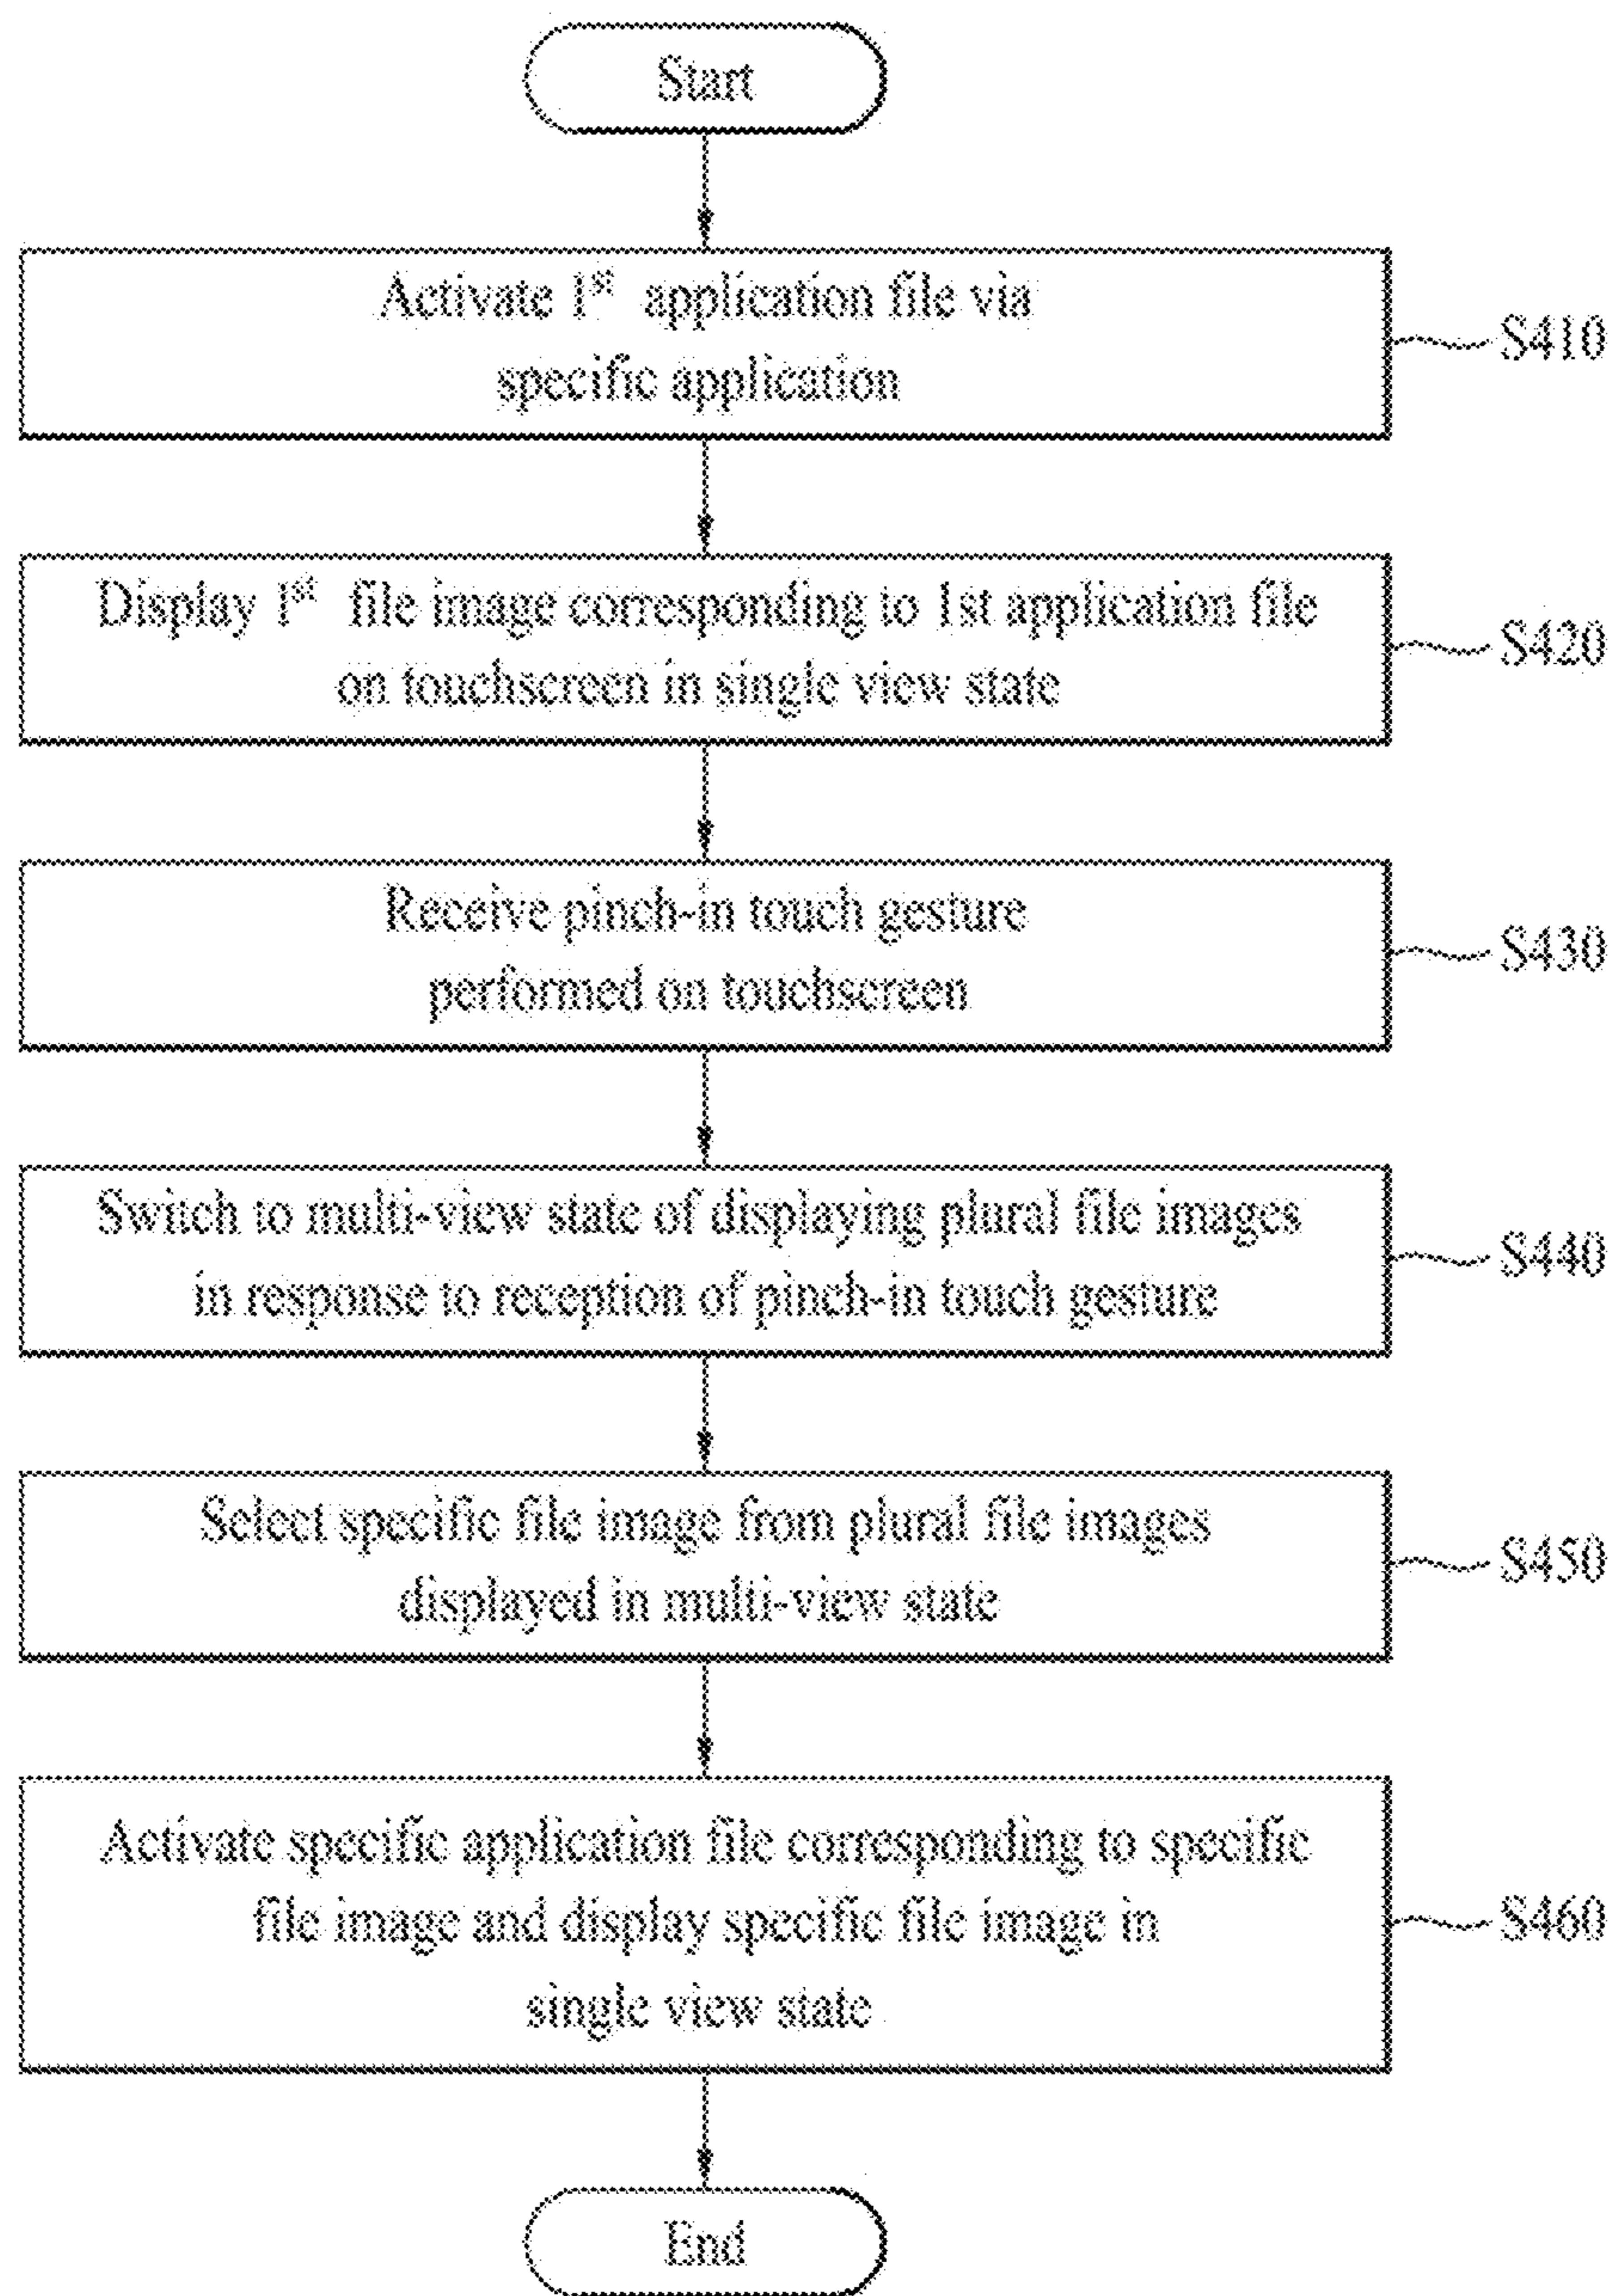 Start
Activate 1st application file via
specific application
S410
Display 1st file image corresponding to 1st application file
on touchscreen in single view state
S420
Receive pinch-in touch gesture
performed on touchscreen
S430
Switch to multi-view state of displaying plural file images
in response to reception of pinch-in touch gesture
S440
Select specific file image from plural file images
displayed in multi-view state
S450
Activate specific application file corresponding to specific
file image and display specific file image in
single view state
S460
End